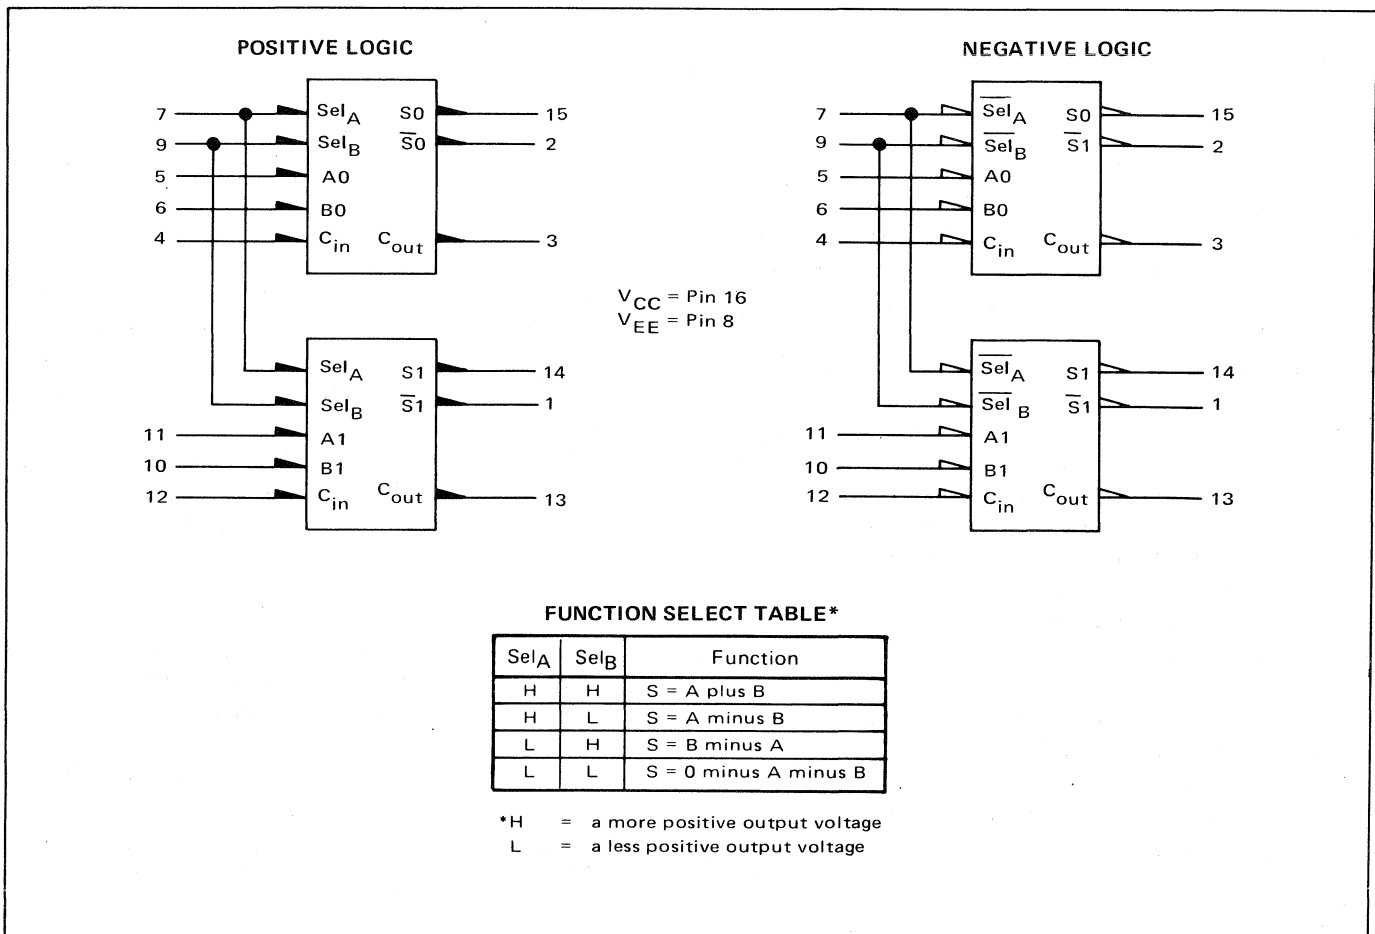 POSITIVE LOGIC
7 Sel_A S0 15
9 Sel_B S̅0 2
5 A0
6 B0
4 C_in C_out 3
Sel_A S1 14
Sel_B S̅1 1
11 A1
10 B1
12 C_in C_out 13
V_CC = Pin 16
V_EE = Pin 8
NEGATIVE LOGIC
7 S̅e̅l̅_A S0 15
9 S̅e̅l̅_B S̅1 2
5 A0
6 B0
4 C_in C_out 3
S̅e̅l̅_A S1 14
S̅e̅l̅_B S̅1 1
11 A1
10 B1
12 C_in C_out 13
FUNCTION SELECT TABLE*
Sel_A Sel_B Function
H H S = A plus B
H L S = A minus B
L H S = B minus A
L L S = 0 minus A minus B
*H = a more positive output voltage
L = a less positive output voltage